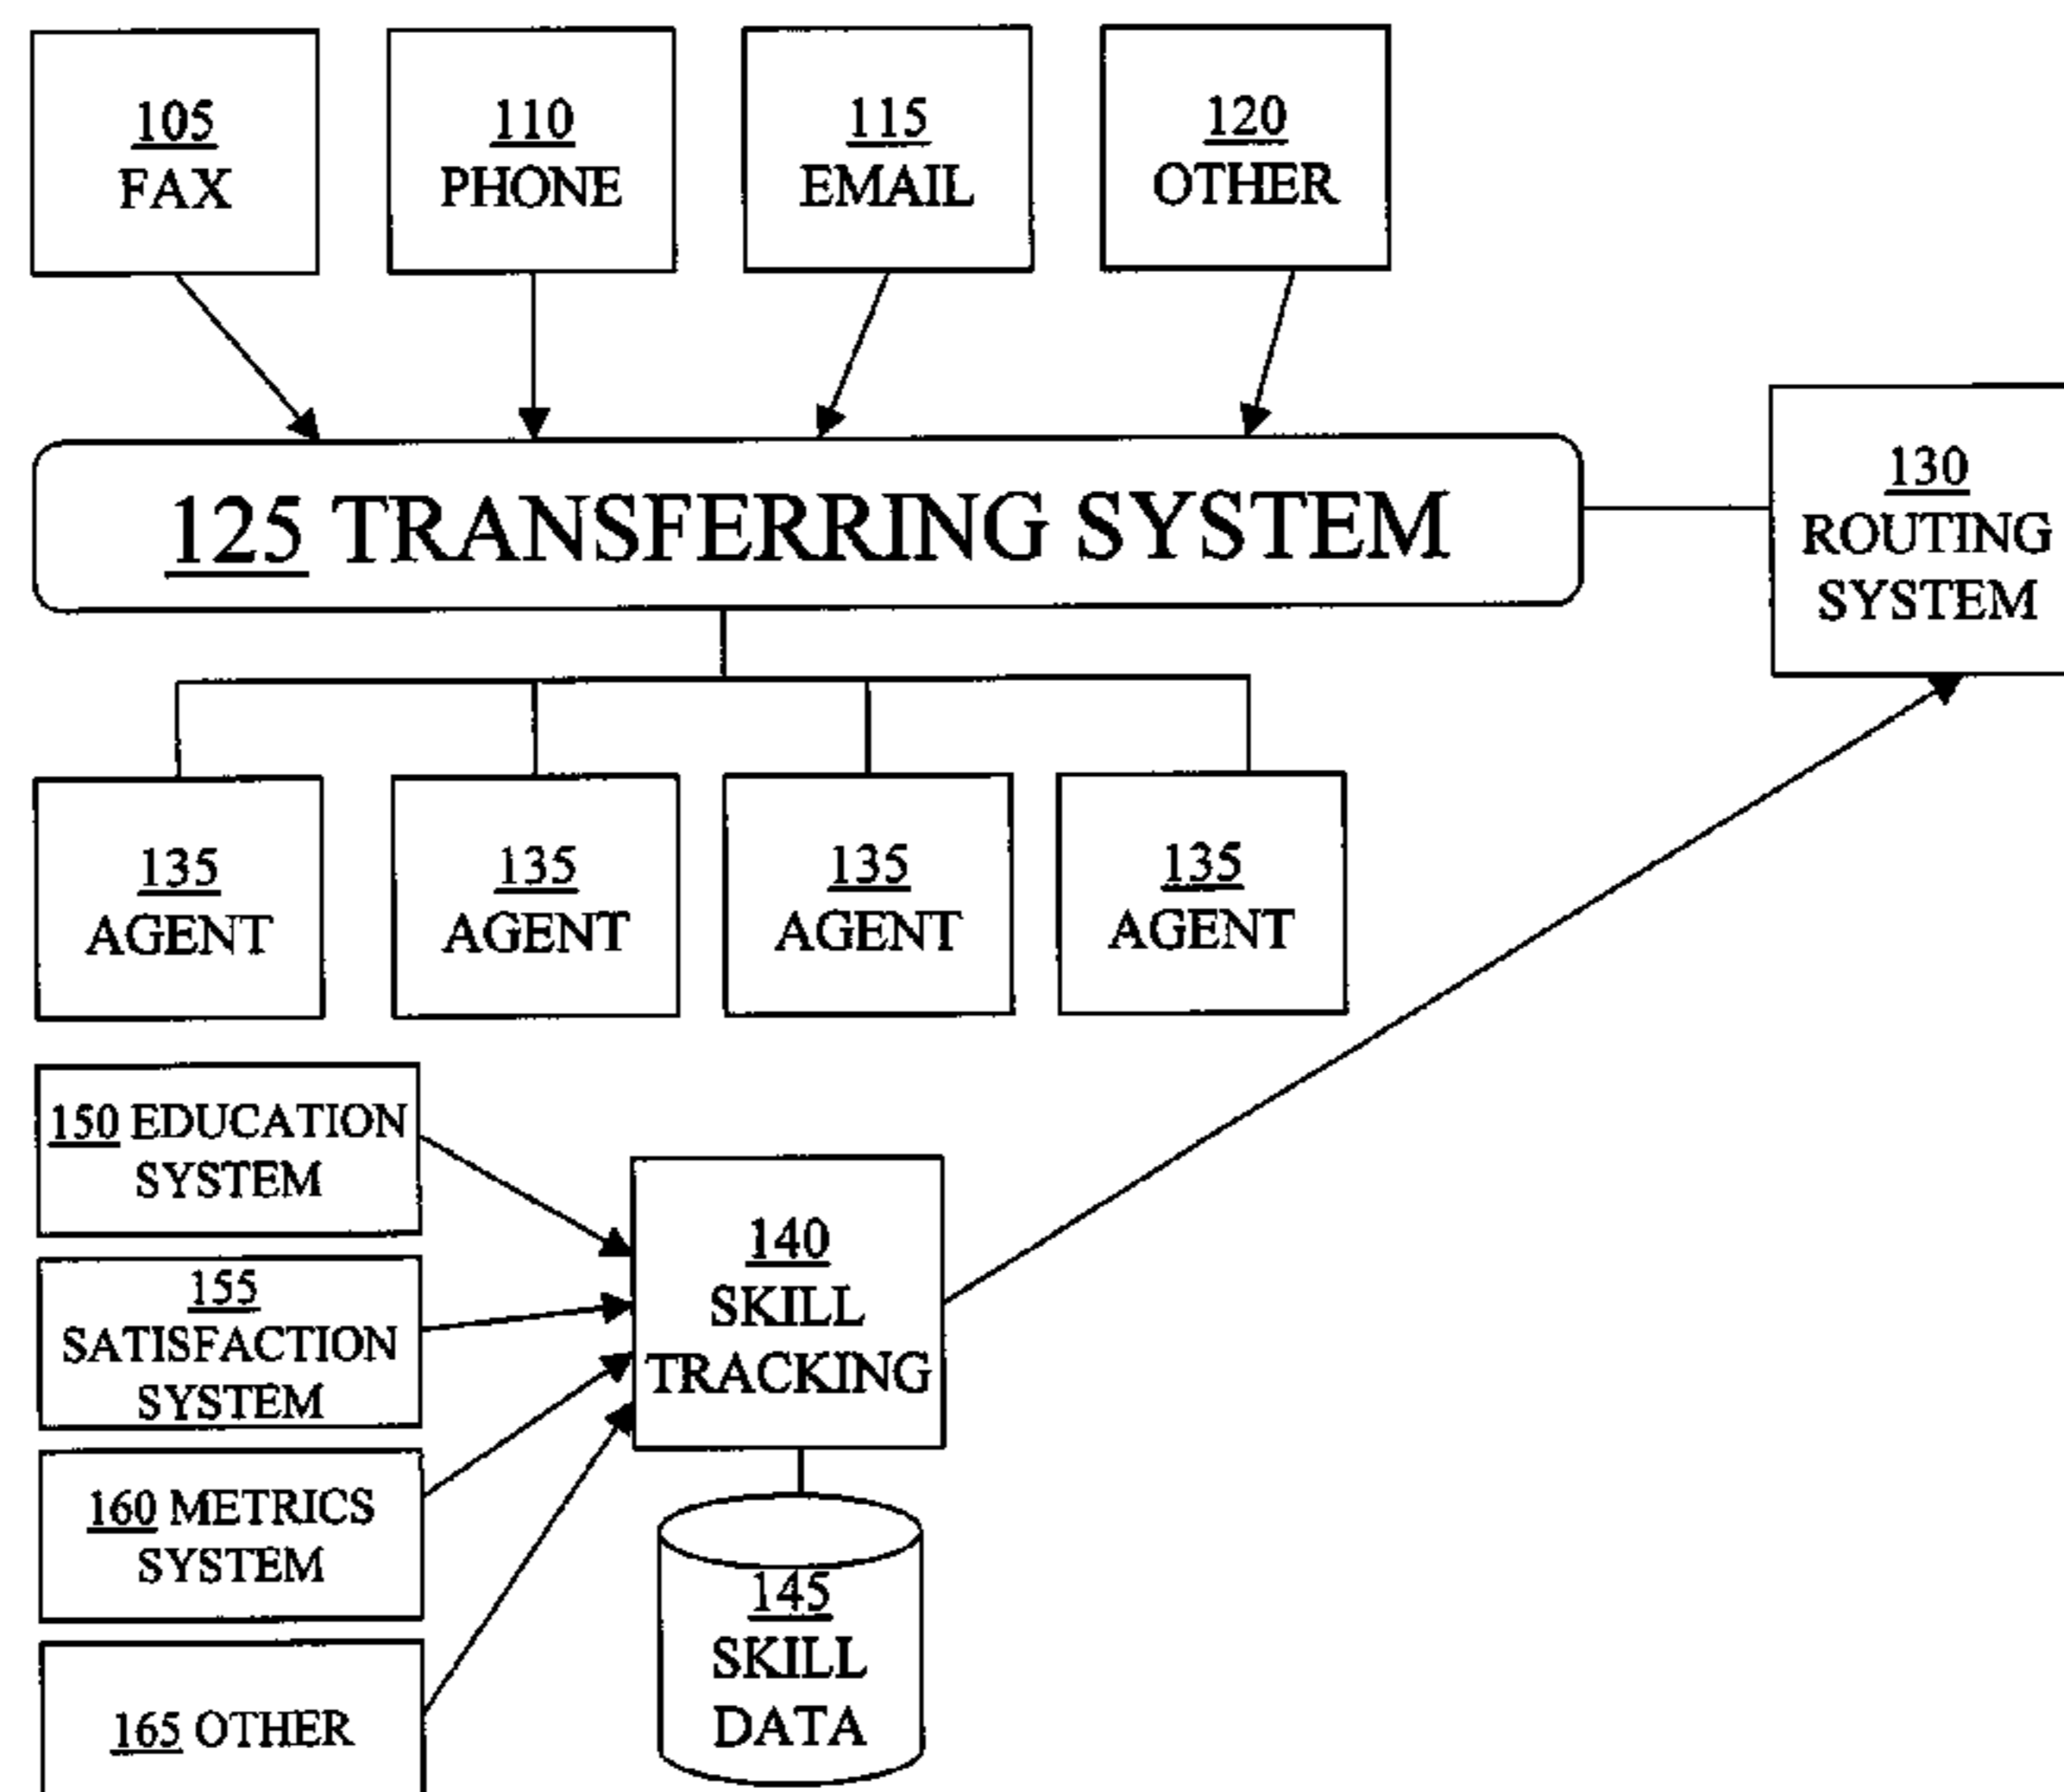 105
FAX
110
PHONE
115
EMAIL
120
OTHER
125 TRANSFERRING SYSTEM
130
ROUTING
SYSTEM
135
AGENT
135
AGENT
135
AGENT
135
AGENT
150 EDUCATION
SYSTEM
155
SATISFACTION
SYSTEM
160 METRICS
SYSTEM
165 OTHER
140
SKILL
TRACKING
145
SKILL
DATA